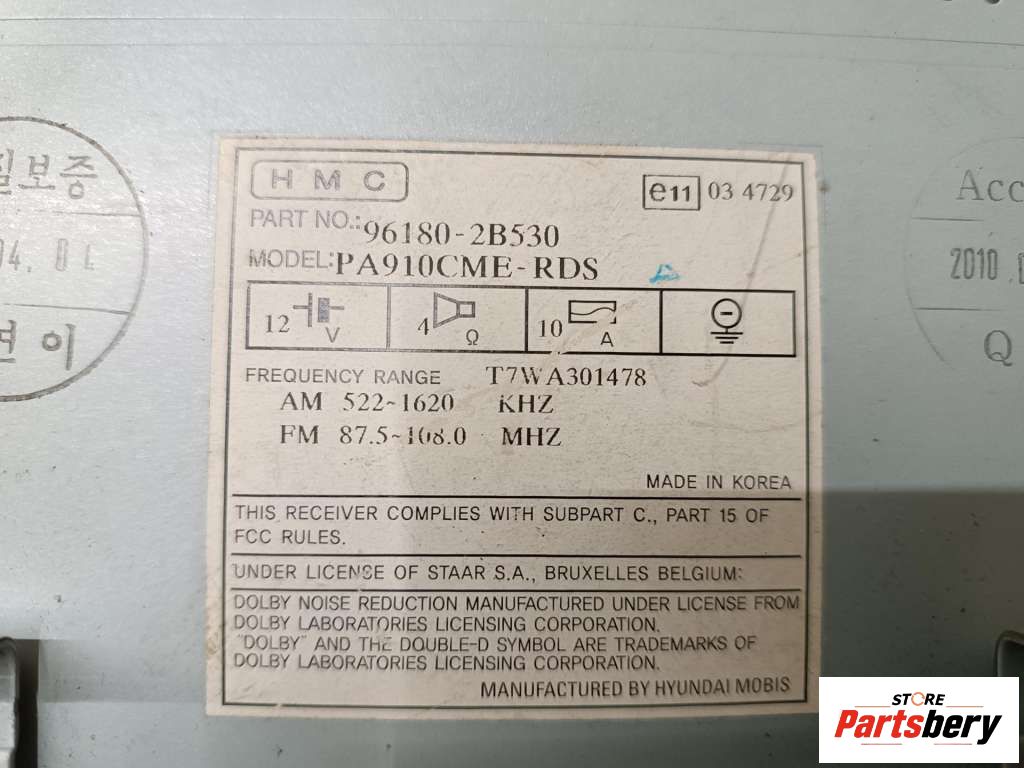 HMC
e11 03 4729
PART NO.: 96180-2B530
MODEL: PA910CME-RDS
12 V 4 Ω 10 A
FREQUENCY RANGE T7WA301478
AM 522~1620 KHZ
FM 87.5~108.0 MHZ
MADE IN KOREA
THIS RECEIVER COMPLIES WITH SUBPART C., PART 15 OF
FCC RULES.
UNDER LICENSE OF STAAR S.A., BRUXELLES BELGIUM:
DOLBY NOISE REDUCTION MANUFACTURED UNDER LICENSE FROM
DOLBY LABORATORIES LICENSING CORPORATION.
"DOLBY" AND THE DOUBLE-D SYMBOL ARE TRADEMARKS OF
DOLBY LABORATORIES LICENSING CORPORATION.
MANUFACTURED BY HYUNDAI MOBIS
보증
이
Acc
2010
Q
STORE
Partsbery